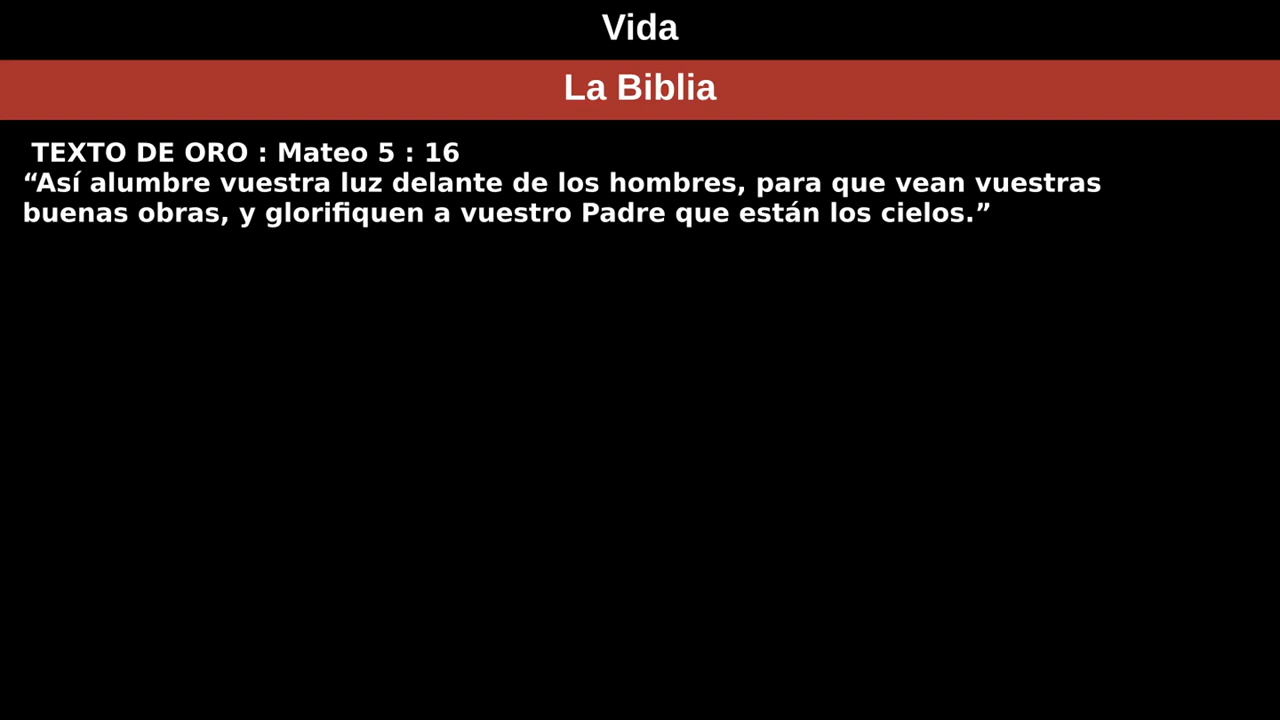 Vida
La Biblia
TEXTO DE ORO : Mateo 5 : 16
“Así alumbre vuestra luz delante de los hombres, para que vean vuestras
buenas obras, y glorifiquen a vuestro Padre que están los cielos.”